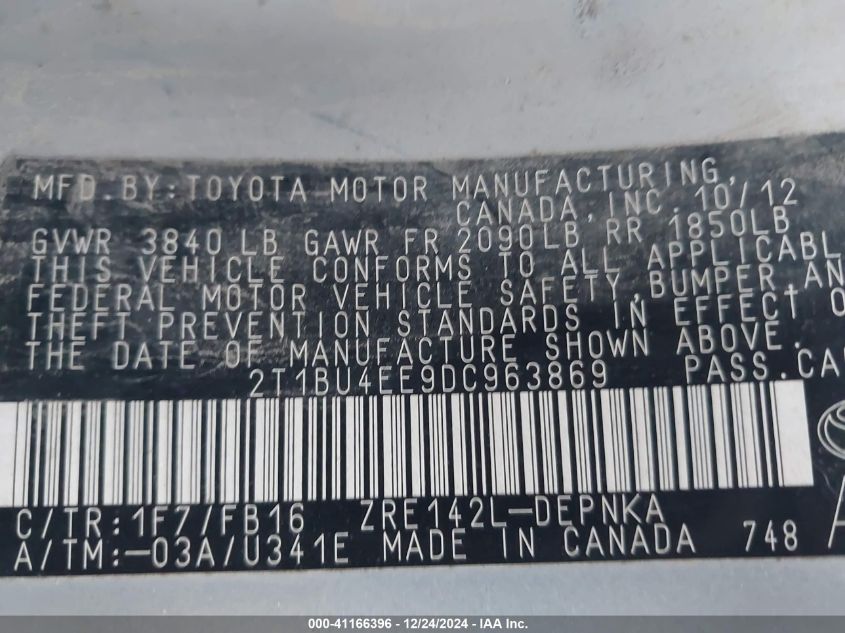 MFD.BY:TOYOTA MOTOR MANUFACTURING,
CANADA, INC. 10/12
GVWR 3840 LB GAWR FR 2090LB RR 1850LB
THIS VEHICLE CONFORMS TO ALL APPLICABL
FEDERAL MOTOR VEHICLE SAFETY,BUMPER,AN
THEFT PREVENTION STANDARDS IN EFFECT O
THE DATE OF MANUFACTURE SHOWN ABOVE.
2T1BU4EE9DC963869 PASS.CA
C/TR:1F7/FB16 ZRE142L-DEPNKA
A/TM:-03A/U341E MADE IN CANADA 748
000-41166396 - 12/24/2024 - IAA Inc.